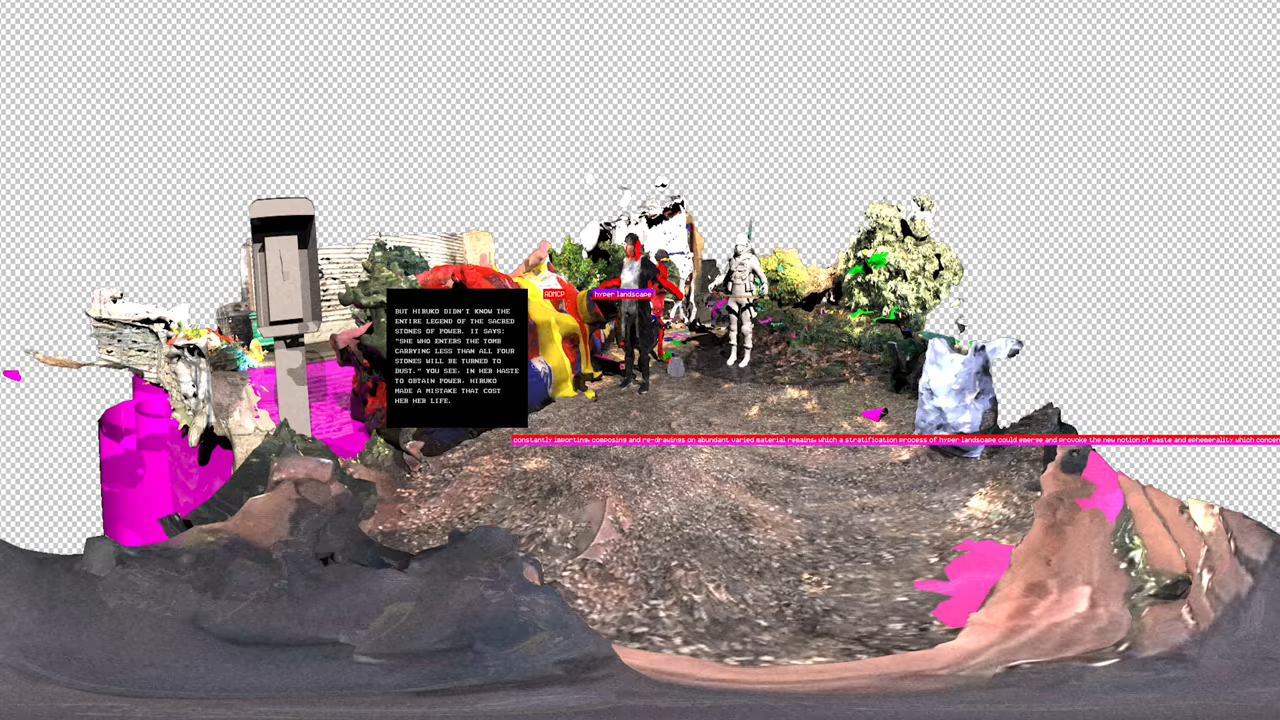 ADMCP
hyper landscape
BUT HIRUKO DIDN'T KNOW THE
ENTIRE LEGEND OF THE SACRED
STONES OF POWER. IT SAYS:
"SHE WHO ENTERS THE TOMB
CARRYING LESS THAN ALL FOUR
STONES WILL BE TURNED TO
DUST." YOU SEE, IN HER HASTE
TO OBTAIN POWER, HIRUKO
MADE A MISTAKE THAT COST
HER HER LIFE.
constantly importing, composing and re-drawings on abundant varied material remains, which a stratification process of hyper landscape could emerge and provoke the new notion of waste and ephemerality which concern